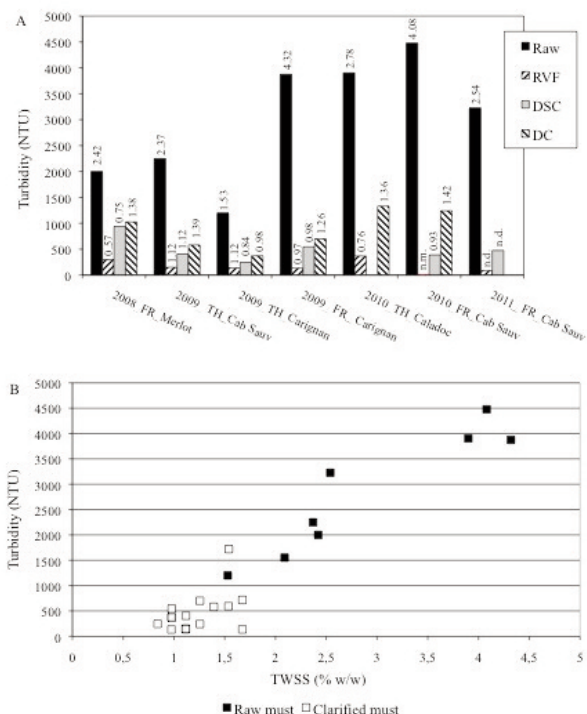 A
Turbidity (NTU)
5000
4500
4000
3500
3000
2500
2000
1500
1000
500
0
2.42
0.57
0.75
1.38
2.37
1.12
1.12
1.39
1.53
1.12
0.84
0.98
4.32
0.97
0.98
1.26
2.78
0.76
1.36
4.08
n.m
0.93
1.42
2.54
n.d
n.d.
Raw
RVF
DSC
DC
2008_FR_Merlot
2009_TH_Cab Sauv
2009_TH_Carignan
2009_FR_Carignan
2010_TH_Caladoc
2010_FR_Cab Sauv
2011_FR_Cab Sauv
B
Turbidity (NTU)
5000
4500
4000
3500
3000
2500
2000
1500
1000
500
0
0 0,5 1 1,5 2 2,5 3 3,5 4 4,5 5
TWSS (% w/w)
Raw must Clarified must